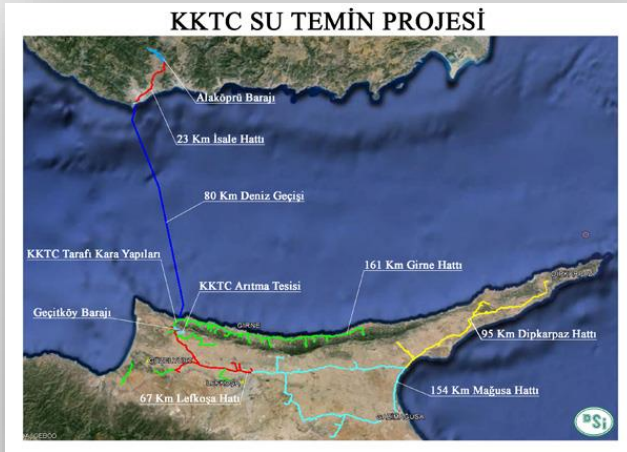 KKTC SU TEMİN PROJESİ
Alaköprü Barajı
23 Km İsale Hattı
80 Km Deniz Geçişi
KKTC Tarafı Kara Yapıları
161 Km Girne Hattı
KKTC Arıtma Tesisi
Geçitköy Barajı
GİRNE
95 Km Dipkarpaz Hattı
LEFKOŞA
67 Km Lefkoşa Hatı
154 Km Mağusa Hattı
DSİ